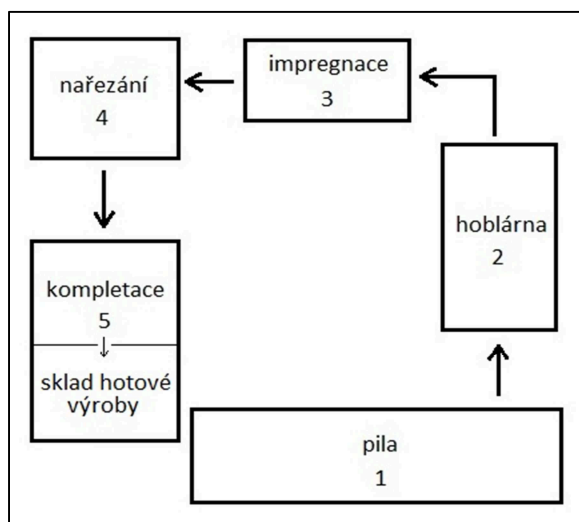 nařezání
4
impregnace
3
hoblárna
2
kompletace
5
sklad hotové
výroby
pila
1